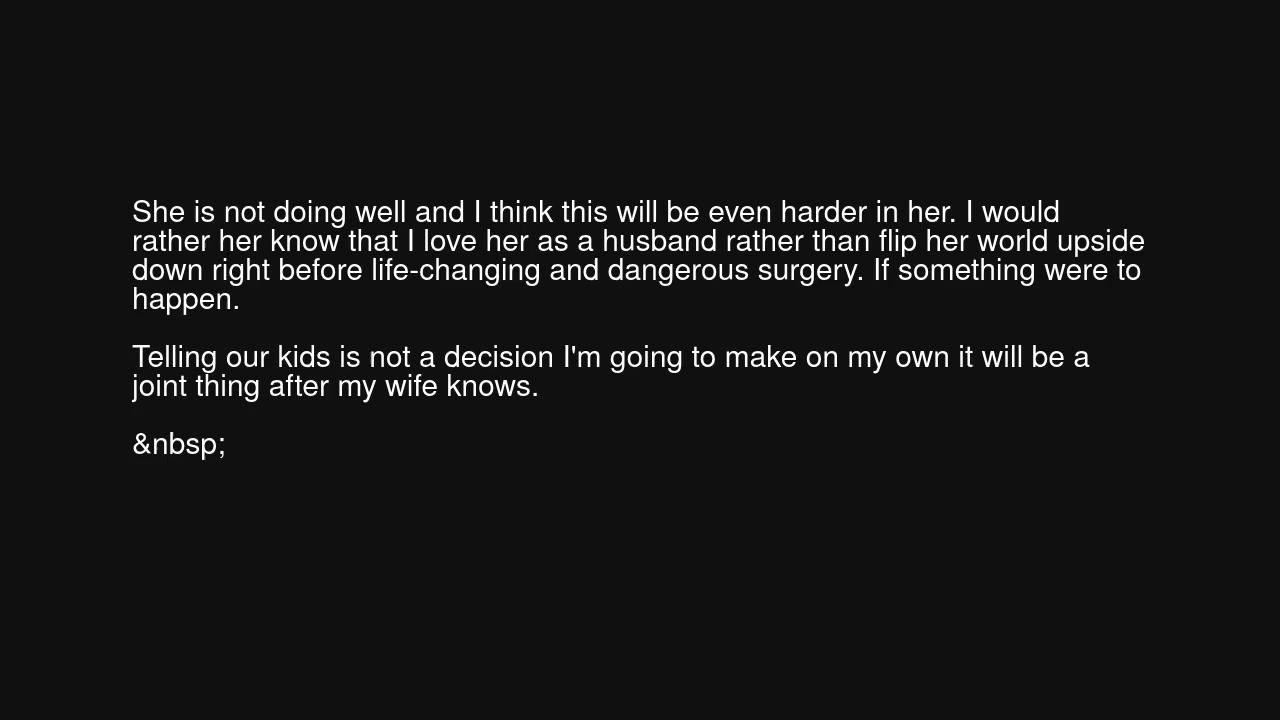 She is not doing well and I think this will be even harder in her. I would
rather her know that I love her as a husband rather than flip her world upside
down right before life-changing and dangerous surgery. If something were to
happen.
Telling our kids is not a decision I'm going to make on my own it will be a
joint thing after my wife knows.
&nbsp;